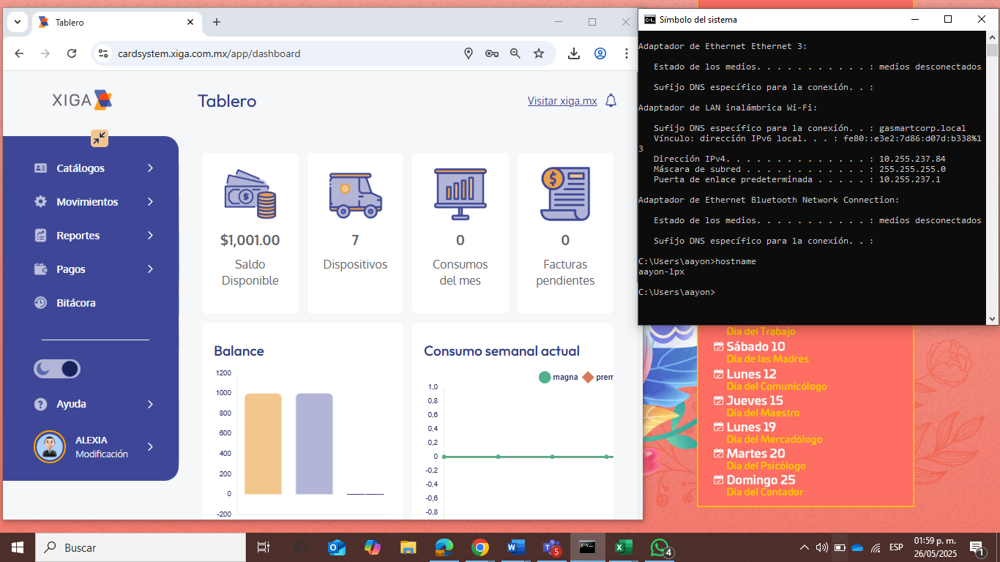 Tablero
cardsystem.xiga.com.mx/app/dashboard
XIGA
Tablero
Visitar xiga.mx
Catálogos
Movimientos
Reportes
Pagos
Bitácora
Ayuda
ALEXIA
Modificación
$1,001.00
Saldo
Disponible
7
Dispositivos
0
Consumos
del mes
0
Facturas
pendientes
Balance
1200
1000
800
600
400
200
0
-200
Consumo semanal actual
magna
prem
1,0
0,8
0,6
0,4
0,2
0
-0,2
-0,4
-0,6
-0,8
Símbolo del sistema
Adaptador de Ethernet Ethernet 3:
Estado de los medios. . . . . . . . . . . : medios desconectados
Sufijo DNS específico para la conexión. . :
Adaptador de LAN inalámbrica Wi-Fi:
Sufijo DNS específico para la conexión. . : gasmartcorp.local
Vínculo: dirección IPv6 local. . . : fe80::e3e2:7d86:d07d:b338%1
3
Dirección IPv4. . . . . . . . . . . . . . : 10.255.237.84
Máscara de subred . . . . . . . . . . . . : 255.255.255.0
Puerta de enlace predeterminada . . . . . : 10.255.237.1
Adaptador de Ethernet Bluetooth Network Connection:
Estado de los medios. . . . . . . . . . . : medios desconectados
Sufijo DNS específico para la conexión. . :
C:\Users\aayon>hostname
aayon-lpx
C:\Users\aayon>
Día del Trabajo
Sábado 10
Día de las Madres
Lunes 12
Día del Comunicólogo
Jueves 15
Día del Maestro
Lunes 19
Día del Mercadólogo
Martes 20
Día del Psicólogo
Domingo 25
Día del Contador
Buscar
5
4
ESP
01:59 p. m.
26/05/2025
1